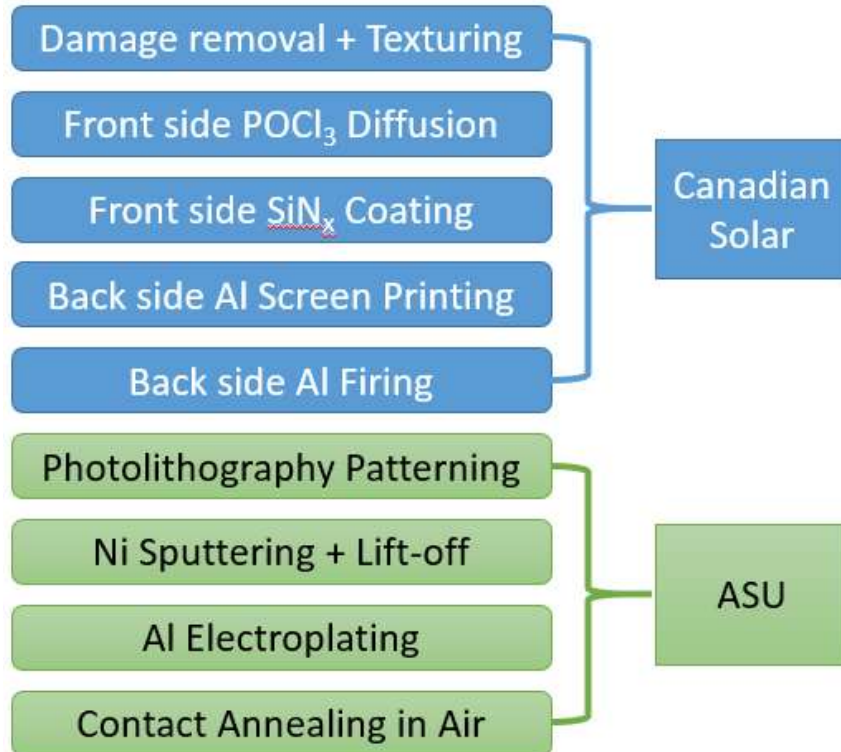 Damage removal + Texturing
Front side POCl₃ Diffusion
Front side SiNₓ Coating
Back side Al Screen Printing
Back side Al Firing
Canadian
Solar
Photolithography Patterning
Ni Sputtering + Lift-off
Al Electroplating
Contact Annealing in Air
ASU